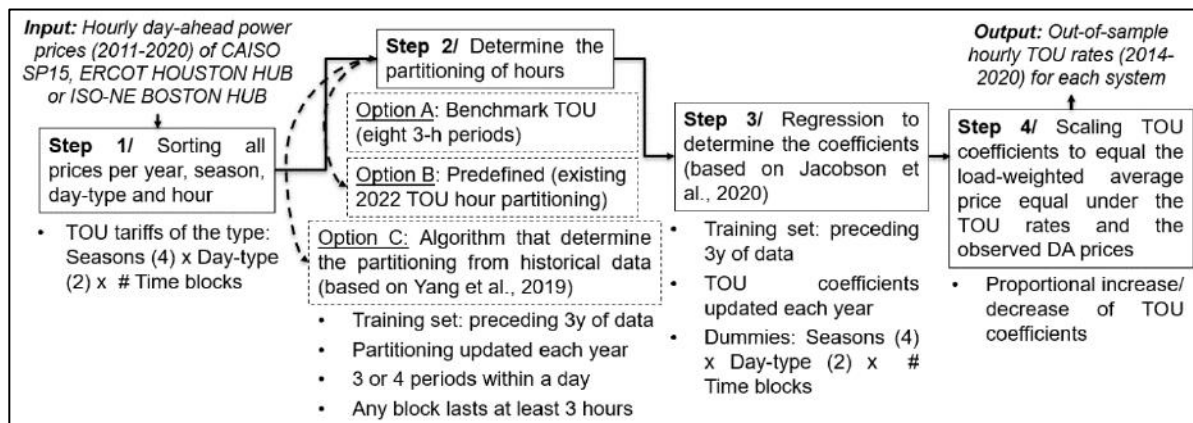 Input: Hourly day-ahead power
prices (2011-2020) of CAISO
SP15, ERCOT HOUSTON HUB
or ISO-NE BOSTON HUB
Step 1/ Sorting all
prices per year, season,
day-type and hour
• TOU tariffs of the type:
Seasons (4) x Day-type
(2) x # Time blocks
Step 2/ Determine the
partitioning of hours
Option A: Benchmark TOU
(eight 3-h periods)
Option B: Predefined (existing
2022 TOU hour partitioning)
Option C: Algorithm that determine
the partitioning from historical data
(based on Yang et al., 2019)
• Training set: preceding 3y of data
• Partitioning updated each year
• 3 or 4 periods within a day
• Any block lasts at least 3 hours
Step 3/ Regression to
determine the coefficients
(based on Jacobson et
al., 2020)
• Training set: preceding
3y of data
• TOU coefficients
updated each year
• Dummies: Seasons (4)
x Day-type (2) x #
Time blocks
Output: Out-of-sample
hourly TOU rates (2014-
2020) for each system
Step 4/ Scaling TOU
coefficients to equal the
load-weighted average
price equal under the
TOU rates and the
observed DA prices
• Proportional increase/
decrease of TOU
coefficients